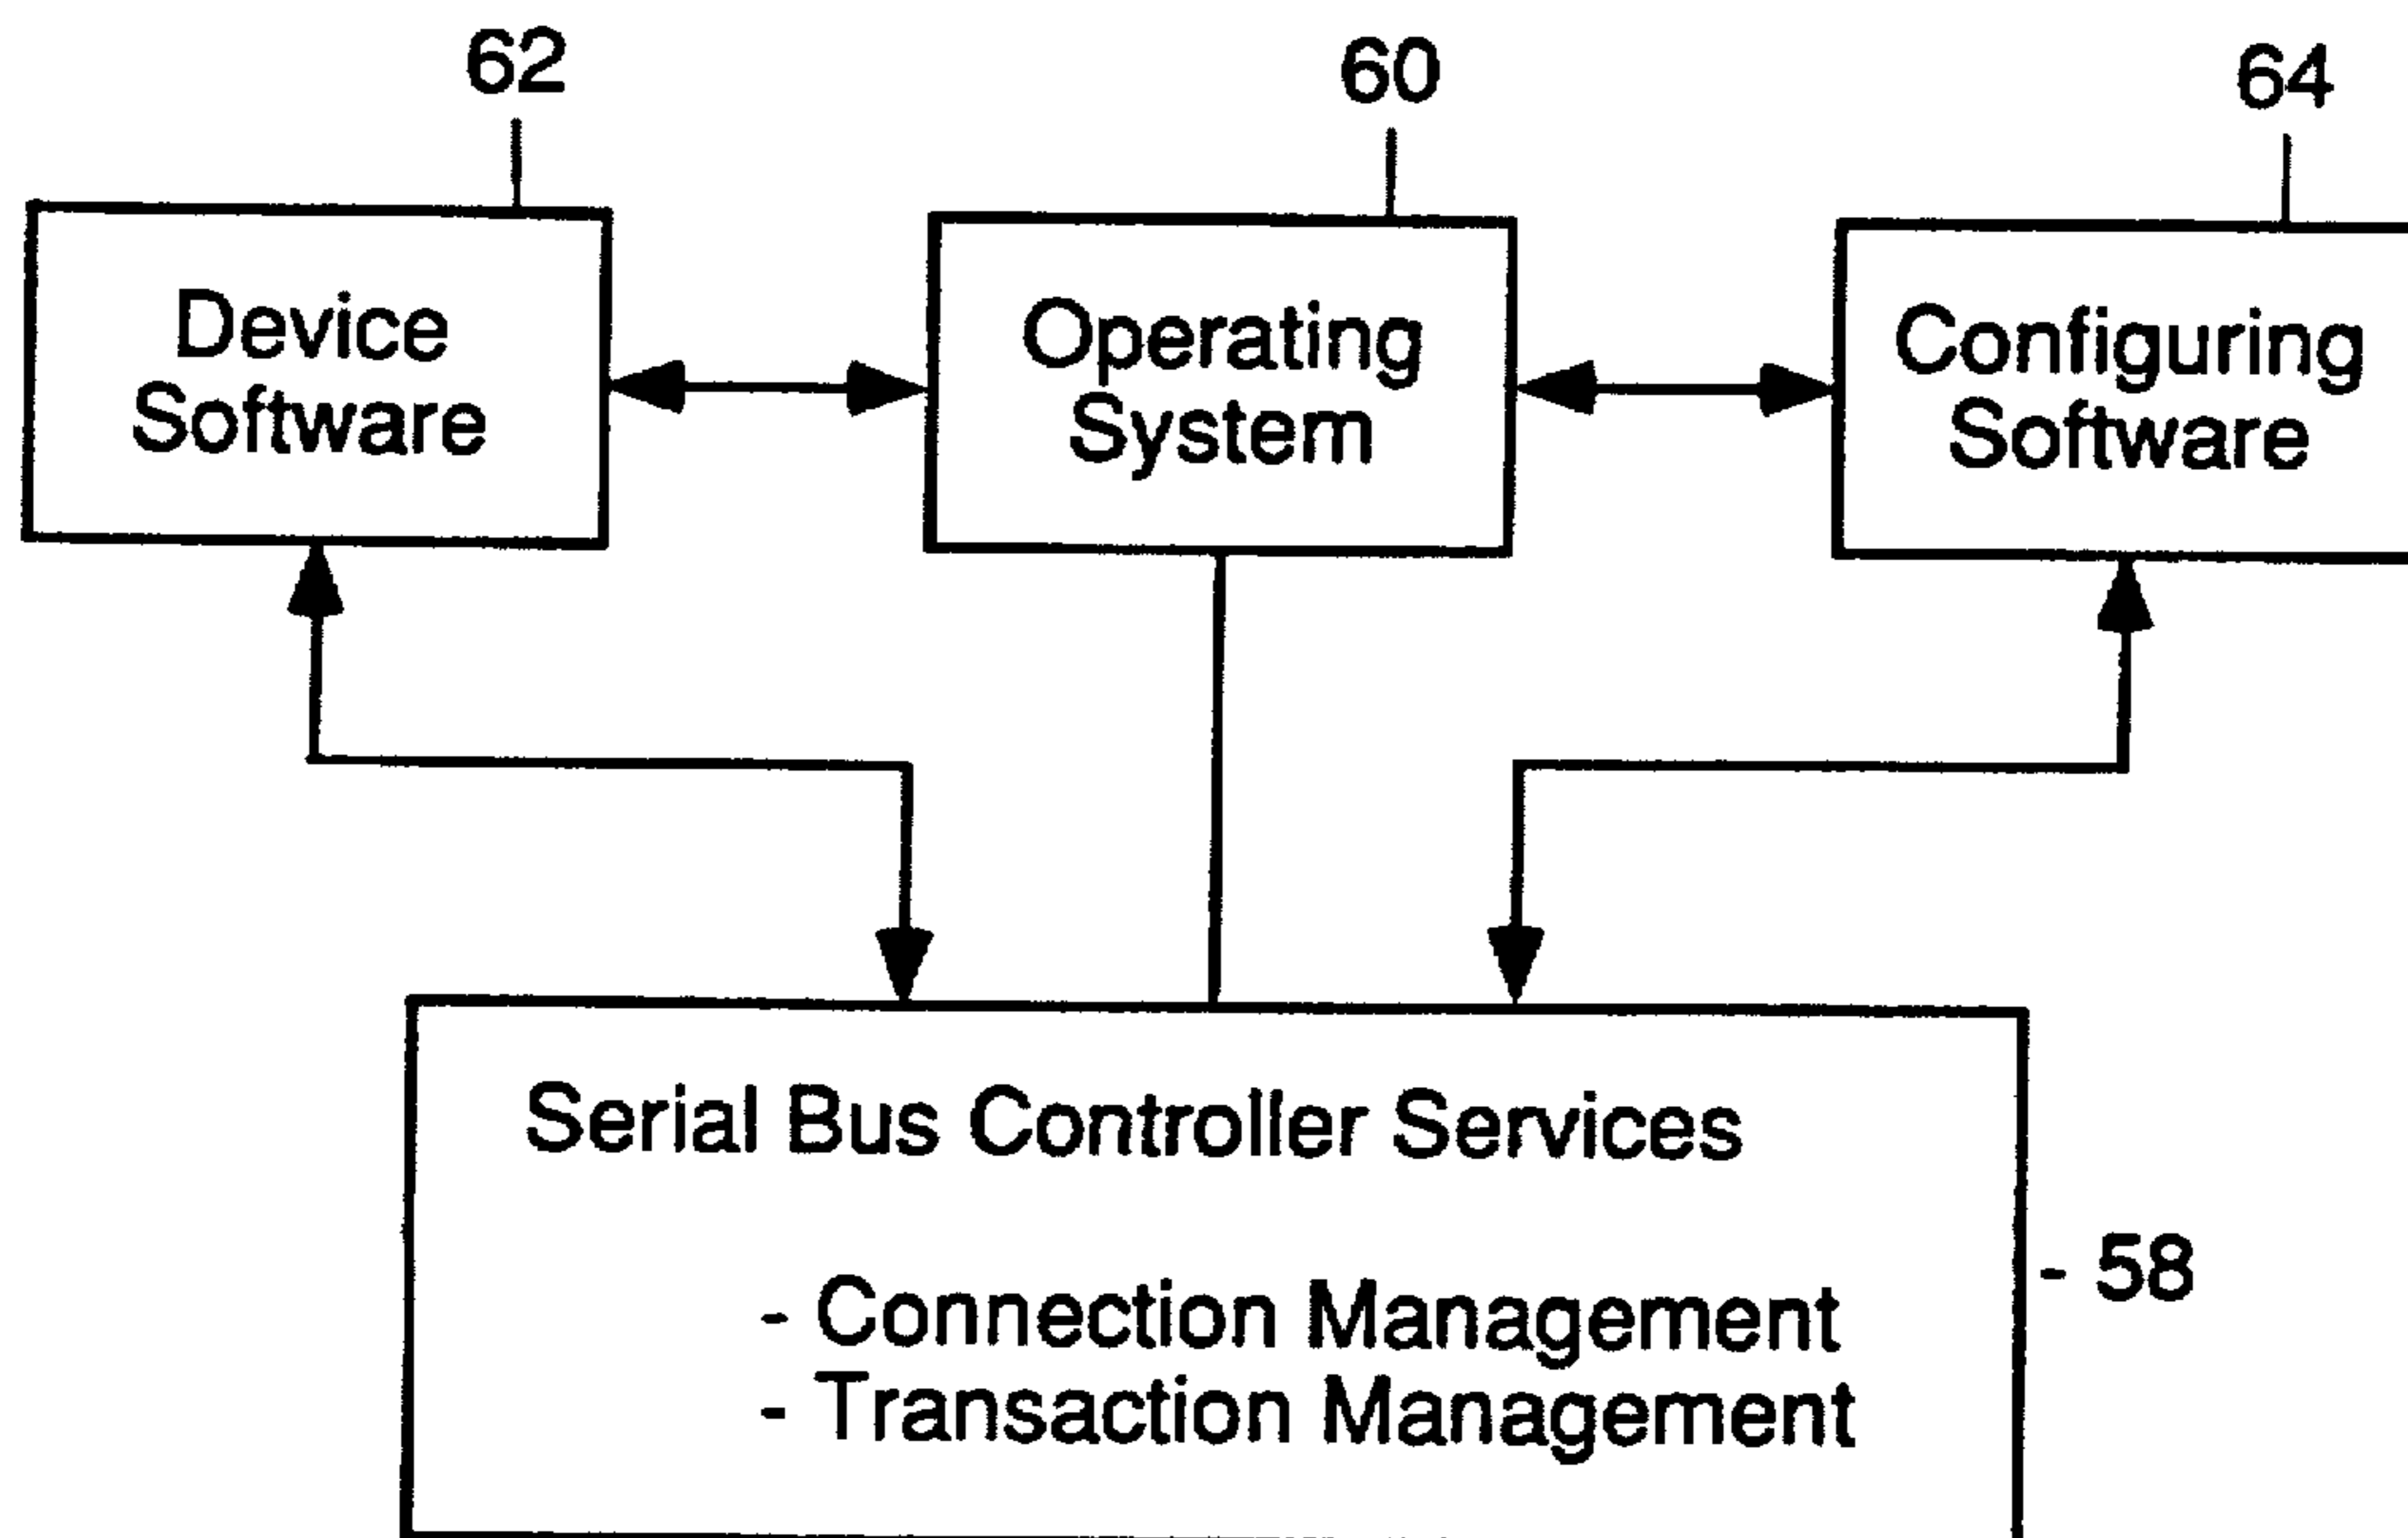 62
60
64
Device
Software
Operating
System
Configuring
Software
Serial Bus Controller Services
- 58
- Connection Management
- Transaction Management